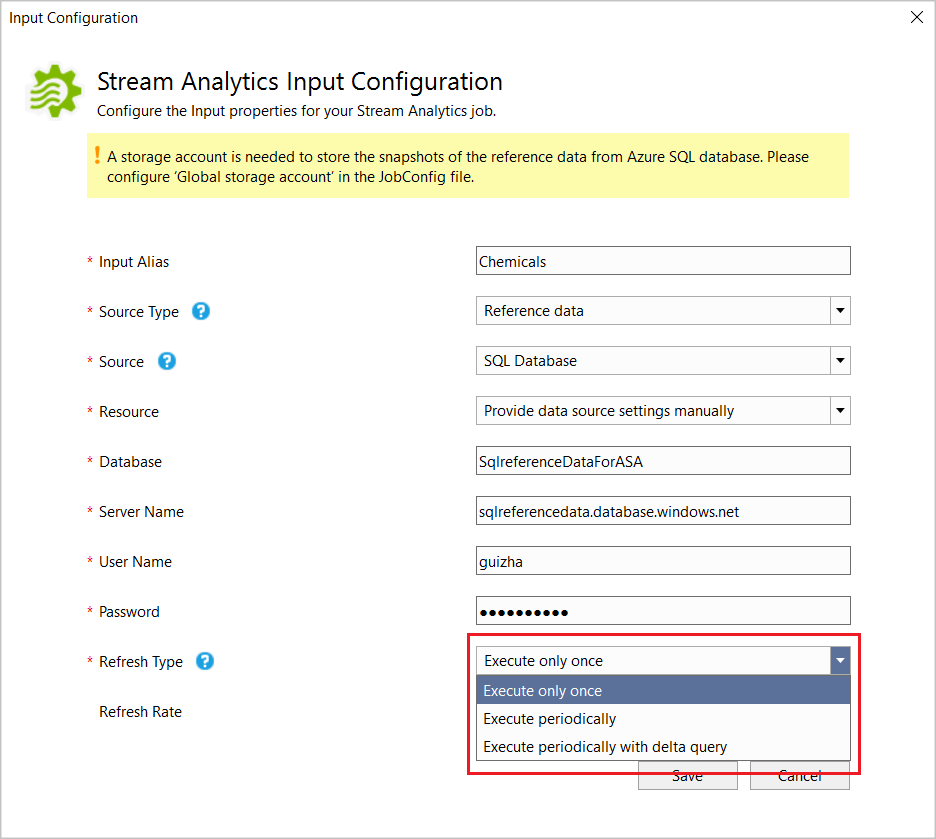 Input Configuration
Stream Analytics Input Configuration
Configure the Input properties for your Stream Analytics job.
! A storage account is needed to store the snapshots of the reference data from Azure SQL database. Please
configure ‘Global storage account’ in the JobConfig file.
* Input Alias Chemicals
* Source Type ? Reference data
* Source ? SQL Database
* Resource Provide data source settings manually
* Database SqlreferenceDataForASA
* Server Name sqlreferencedata.database.windows.net
* User Name guizha
* Password ●●●●●●●●●●
* Refresh Type ? Execute only once
Execute only once
Refresh Rate
Execute periodically
Execute periodically with delta query
Save Cancel